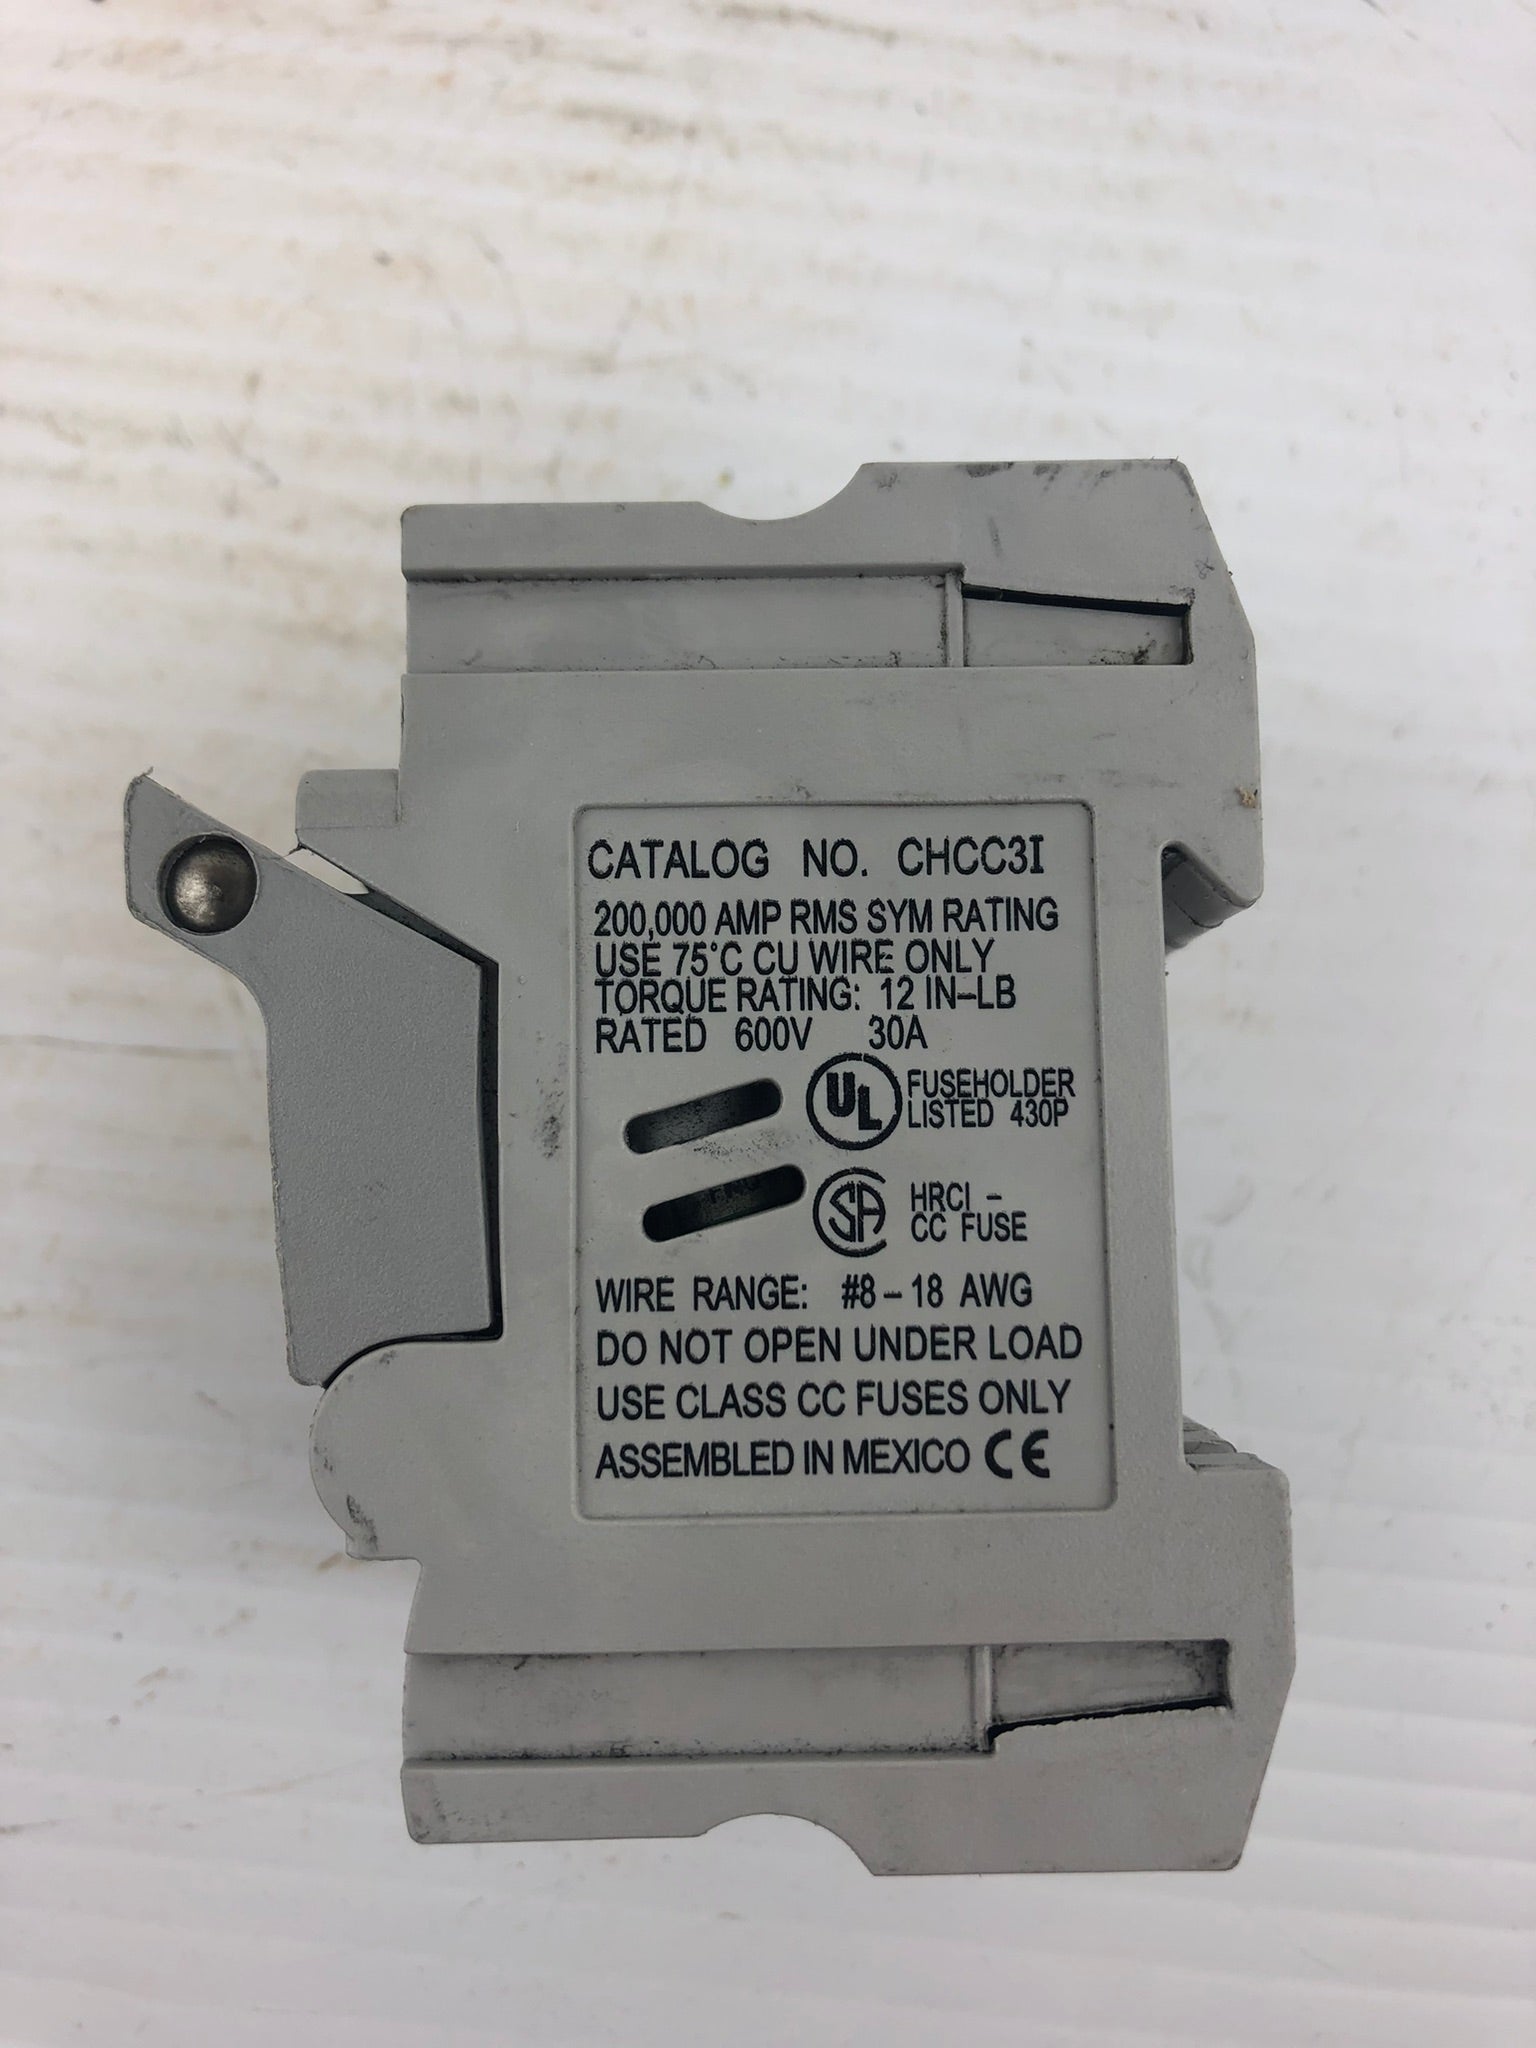 CATALOG NO. CHCC3I
200,000 AMP RMS SYM RATING
USE 75°C CU WIRE ONLY
TORQUE RATING: 12 IN–LB
RATED 600V 30A
UL
FUSEHOLDER
LISTED 430P
SA
HRCI –
CC FUSE
WIRE RANGE: #8 – 18 AWG
DO NOT OPEN UNDER LOAD
USE CLASS CC FUSES ONLY
ASSEMBLED IN MEXICO CE